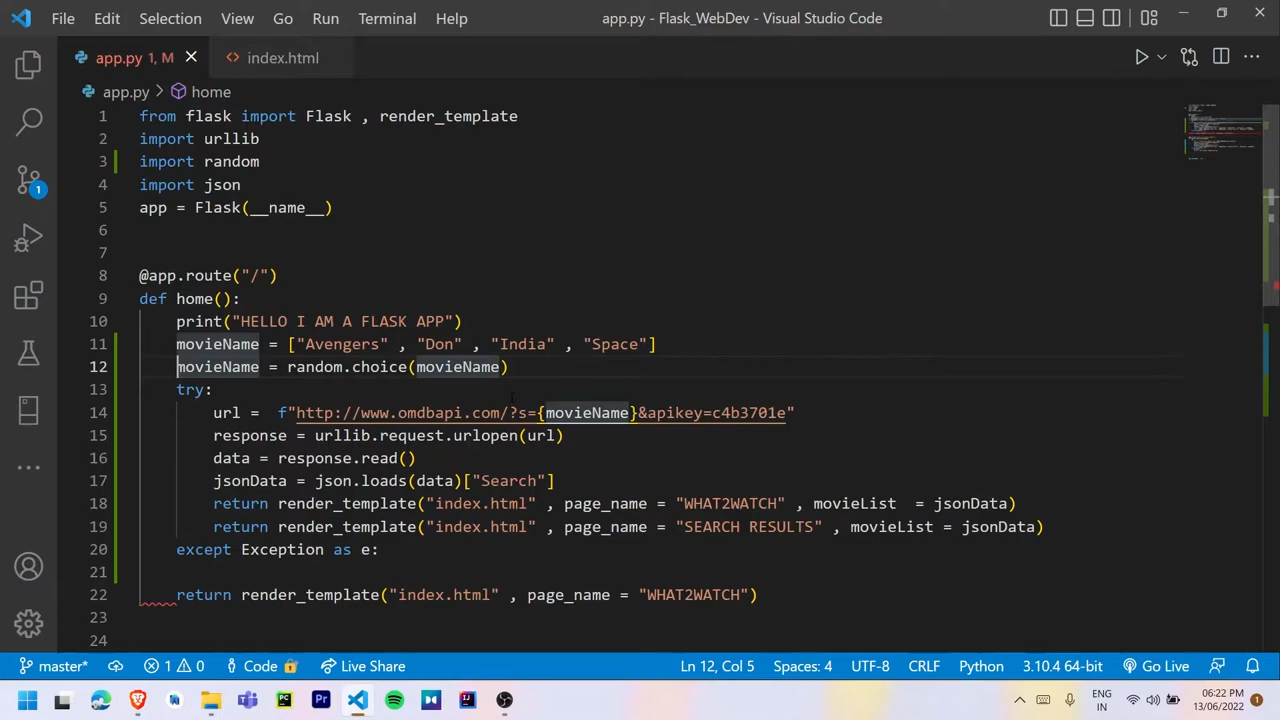 File Edit Selection View Go Run Terminal Help app.py - Flask_WebDev - Visual Studio Code
app.py 1, M index.html
app.py > home
1 from flask import Flask , render_template
2 import urllib
3 import random
4 import json
5 app = Flask(__name__)
6
7
8 @app.route("/")
9 def home():
10 print("HELLO I AM A FLASK APP")
11 movieName = ["Avengers" , "Don" , "India" , "Space"]
12 movieName = random.choice(movieName)
13 try:
14 url =  f"http://www.omdbapi.com/?s={movieName}&apikey=c4b3701e"
15 response = urllib.request.urlopen(url)
16 data = response.read()
17 jsonData = json.loads(data)["Search"]
18 return render_template("index.html" , page_name = "WHAT2WATCH" , movieList  = jsonData)
19 return render_template("index.html" , page_name = "SEARCH RESULTS" , movieList = jsonData)
20 except Exception as e:
21
22 return render_template("index.html" , page_name = "WHAT2WATCH")
23
24
1
master* 1 0 Code Live Share Ln 12, Col 5 Spaces: 4 UTF-8 CRLF Python 3.10.4 64-bit Go Live
ENG 06:22 PM
IN 13/06/2022